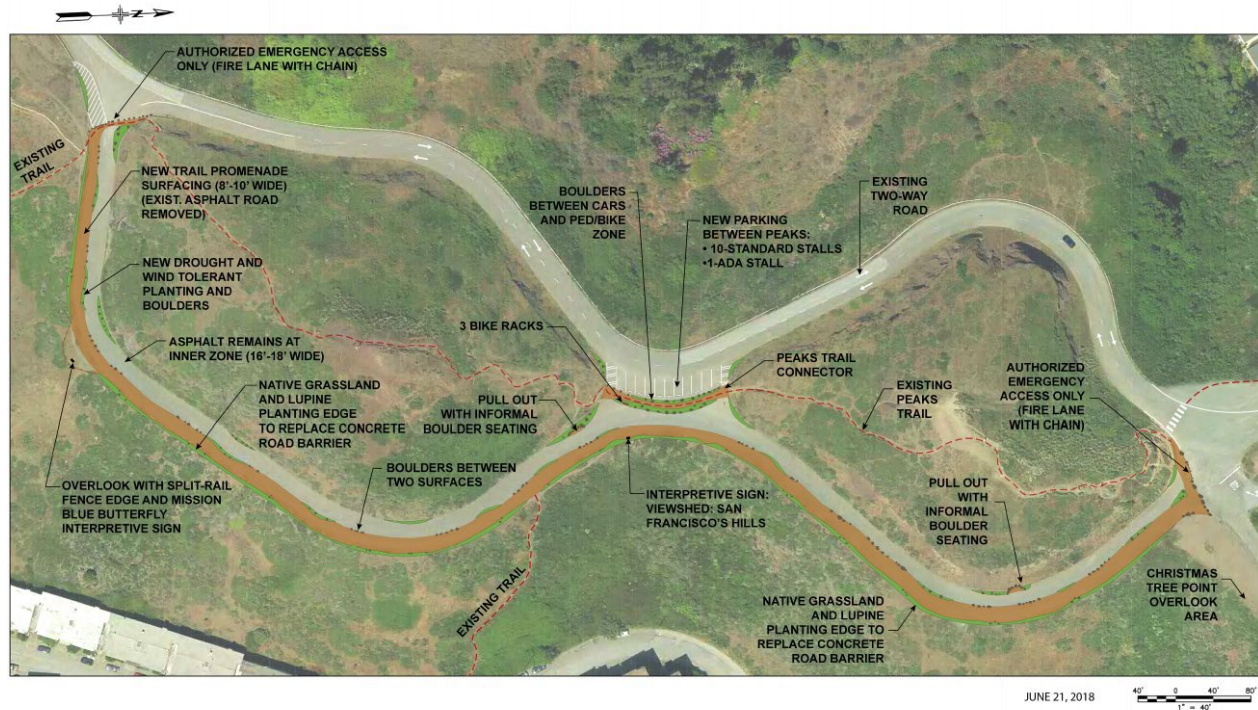 N
AUTHORIZED EMERGENCY ACCESS
ONLY (FIRE LANE WITH CHAIN)
EXISTING
TRAIL
NEW TRAIL PROMENADE
SURFACING (8'-10' WIDE)
(EXIST. ASPHALT ROAD
REMOVED)
BOULDERS
BETWEEN CARS
AND PED/BIKE
ZONE
NEW PARKING
BETWEEN PEAKS:
• 10-STANDARD STALLS
•1-ADA STALL
EXISTING
TWO-WAY
ROAD
NEW DROUGHT AND
WIND TOLERANT
PLANTING AND
BOULDERS
3 BIKE RACKS
ASPHALT REMAINS AT
INNER ZONE (16'-18' WIDE)
PEAKS TRAIL
CONNECTOR
NATIVE GRASSLAND
AND LUPINE
PLANTING EDGE
TO REPLACE CONCRETE
ROAD BARRIER
PULL OUT
WITH INFORMAL
BOULDER SEATING
EXISTING
PEAKS
TRAIL
AUTHORIZED
EMERGENCY
ACCESS ONLY
(FIRE LANE
WITH CHAIN)
OVERLOOK WITH SPLIT-RAIL
FENCE EDGE AND MISSION
BLUE BUTTERFLY
INTERPRETIVE SIGN
BOULDERS BETWEEN
TWO SURFACES
INTERPRETIVE SIGN:
VIEWSHED: SAN
FRANCISCO'S HILLS
PULL OUT
WITH
INFORMAL
BOULDER
SEATING
EXISTING TRAIL
NATIVE GRASSLAND
AND LUPINE
PLANTING EDGE TO
REPLACE CONCRETE
ROAD BARRIER
CHRISTMAS
TREE POINT
OVERLOOK
AREA
JUNE 21, 2018
40' 0 40' 80'
1" = 40'